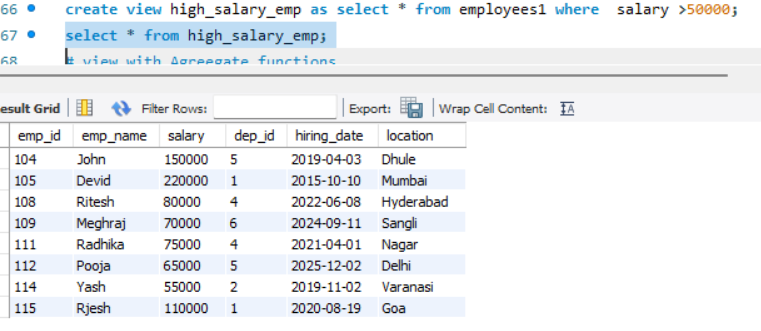 66 create view high_salary_emp as select * from employees1 where salary >50000;
67 select * from high_salary_emp;
68 # view with Agreegate functions
esult Grid Filter Rows: Export: Wrap Cell Content:
emp_id emp_name salary dep_id hiring_date location
104 John 150000 5 2019-04-03 Dhule
105 Devid 220000 1 2015-10-10 Mumbai
108 Ritesh 80000 4 2022-06-08 Hyderabad
109 Meghraj 70000 6 2024-09-11 Sangli
111 Radhika 75000 4 2021-04-01 Nagar
112 Pooja 65000 5 2025-12-02 Delhi
114 Yash 55000 2 2019-11-02 Varanasi
115 Rjesh 110000 1 2020-08-19 Goa